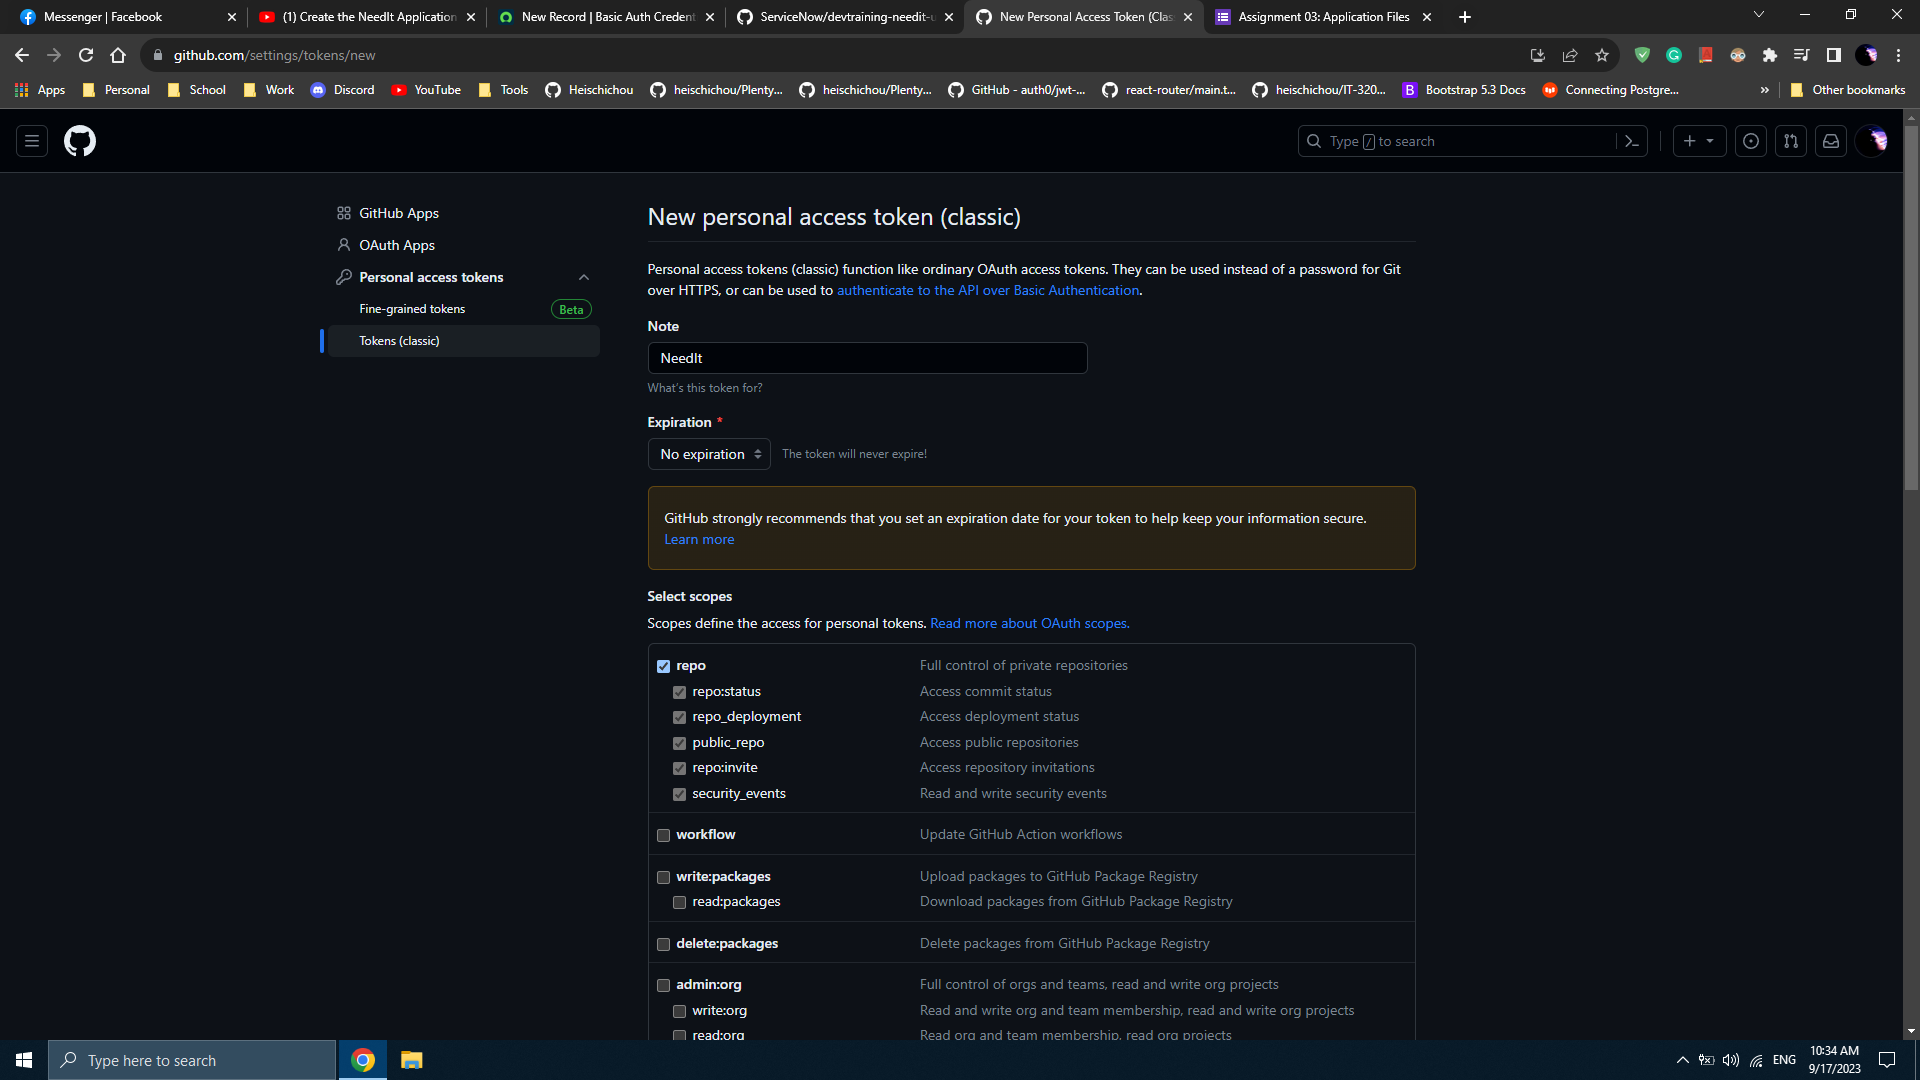 Messenger | Facebook
(1) Create the NeedIt Application
New Record | Basic Auth Credent
ServiceNow/devtraining-needit-u
New Personal Access Token (Clas
Assignment 03: Application Files
github.com/settings/tokens/new
Apps
Personal
School
Work
Discord
YouTube
Tools
Heischichou
heischichou/Plenty...
heischichou/Plenty...
GitHub - auth0/jwt-...
react-router/main.t...
heischichou/IT-320...
B
Bootstrap 5.3 Docs
Connecting Postgre...
»
Other bookmarks
Type / to search
GitHub Apps
OAuth Apps
Personal access tokens
Fine-grained tokens
Beta
Tokens (classic)
New personal access token (classic)
Personal access tokens (classic) function like ordinary OAuth access tokens. They can be used instead of a password for Git
over HTTPS, or can be used to authenticate to the API over Basic Authentication.
Note
NeedIt
What's this token for?
Expiration *
No expiration
The token will never expire!
GitHub strongly recommends that you set an expiration date for your token to help keep your information secure.
Learn more
Select scopes
Scopes define the access for personal tokens. Read more about OAuth scopes.
repo
Full control of private repositories
repo:status
Access commit status
repo_deployment
Access deployment status
public_repo
Access public repositories
repo:invite
Access repository invitations
security_events
Read and write security events
workflow
Update GitHub Action workflows
write:packages
Upload packages to GitHub Package Registry
read:packages
Download packages from GitHub Package Registry
delete:packages
Delete packages from GitHub Package Registry
admin:org
Full control of orgs and teams, read and write org projects
write:org
Read and write org and team membership, read and write org projects
read:org
Read org and team membership, read org projects
Type here to search
ENG
10:34 AM
9/17/2023